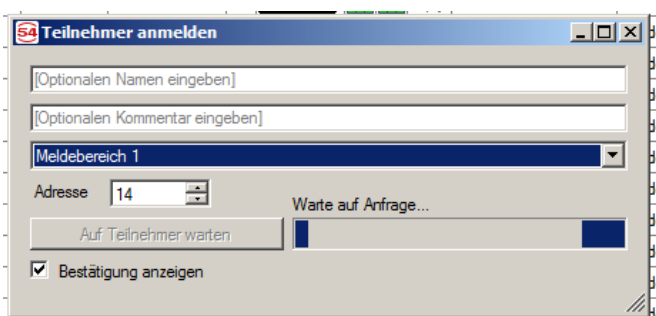 54 Teilnehmer anmelden
[Optionalen Namen eingeben]
[Optionalen Kommentar eingeben]
Meldebereich 1
Adresse 14
Warte auf Anfrage...
Auf Teilnehmer warten
Bestätigung anzeigen